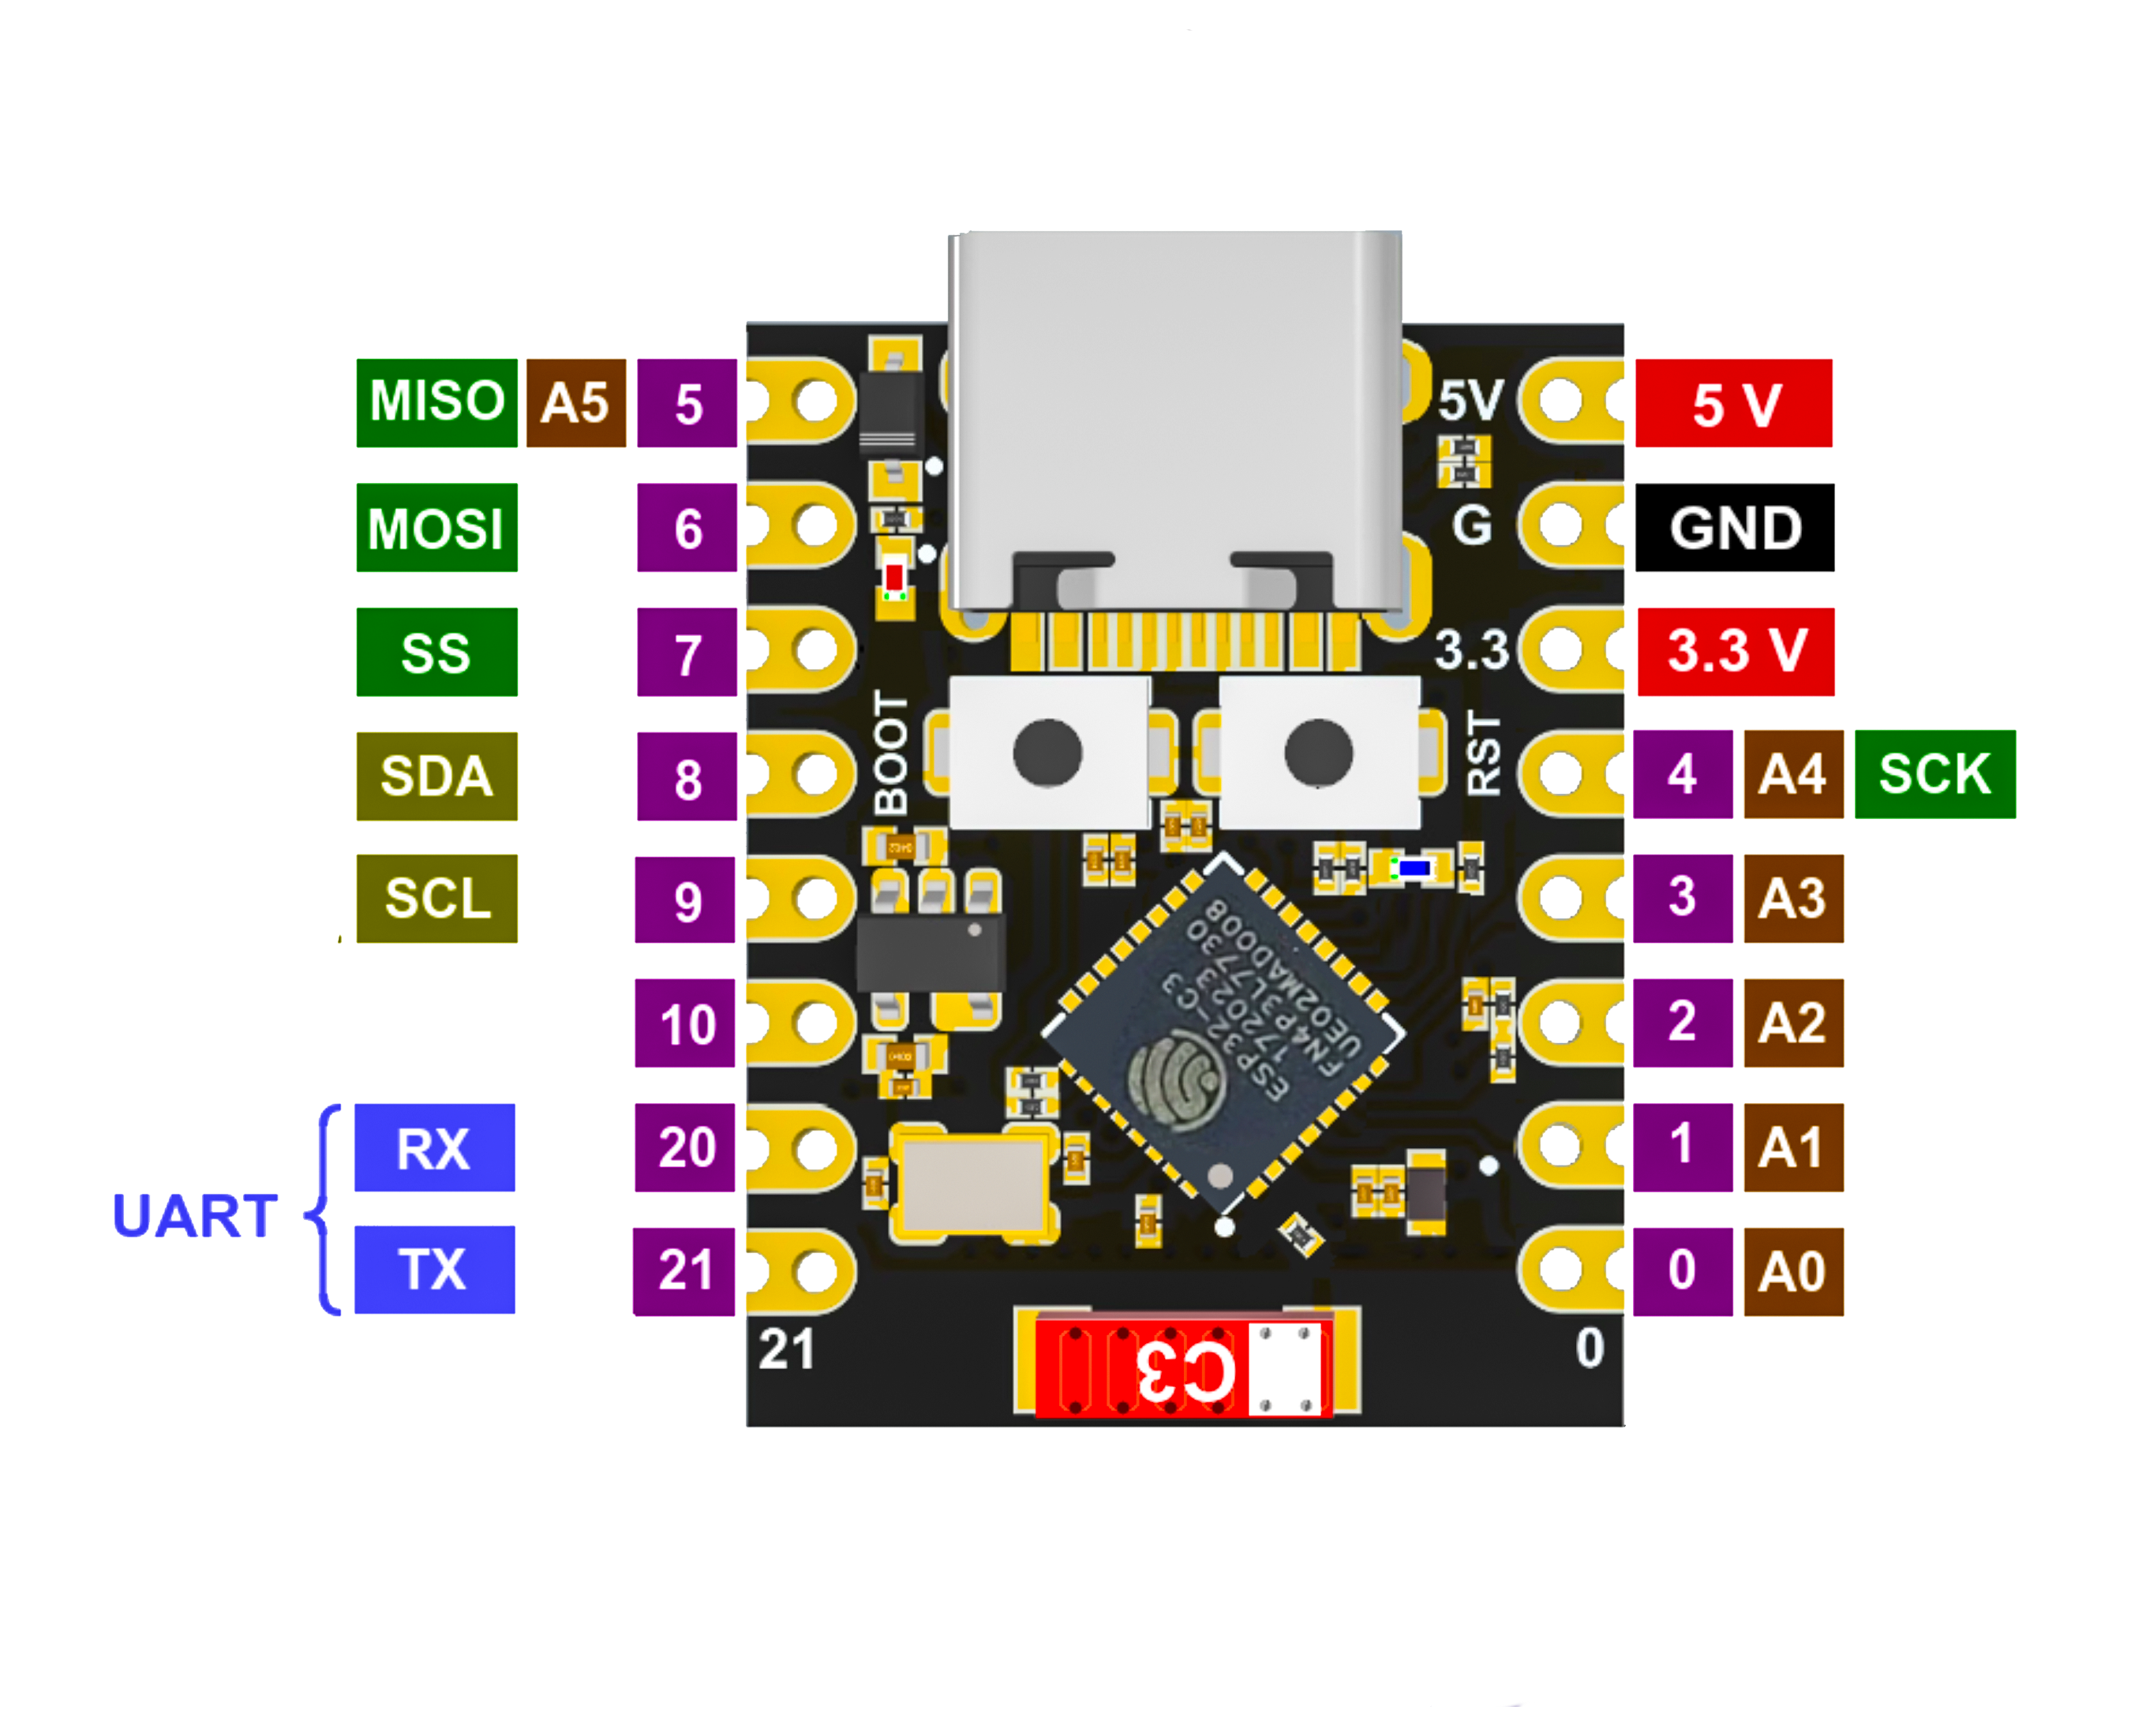 MISO A5 5 5V 5 V
MOSI 6 G GND
SS 7 3.3 3.3 V
SDA 8 BOOT RST 4 A4 SCK
SCL 9 3 A3
10 2 A2
ESP32-C3
172023
FN4P3L7730
UE02MAD008
RX 20 1 A1
UART
TX 21 0 A0
21 0
C3